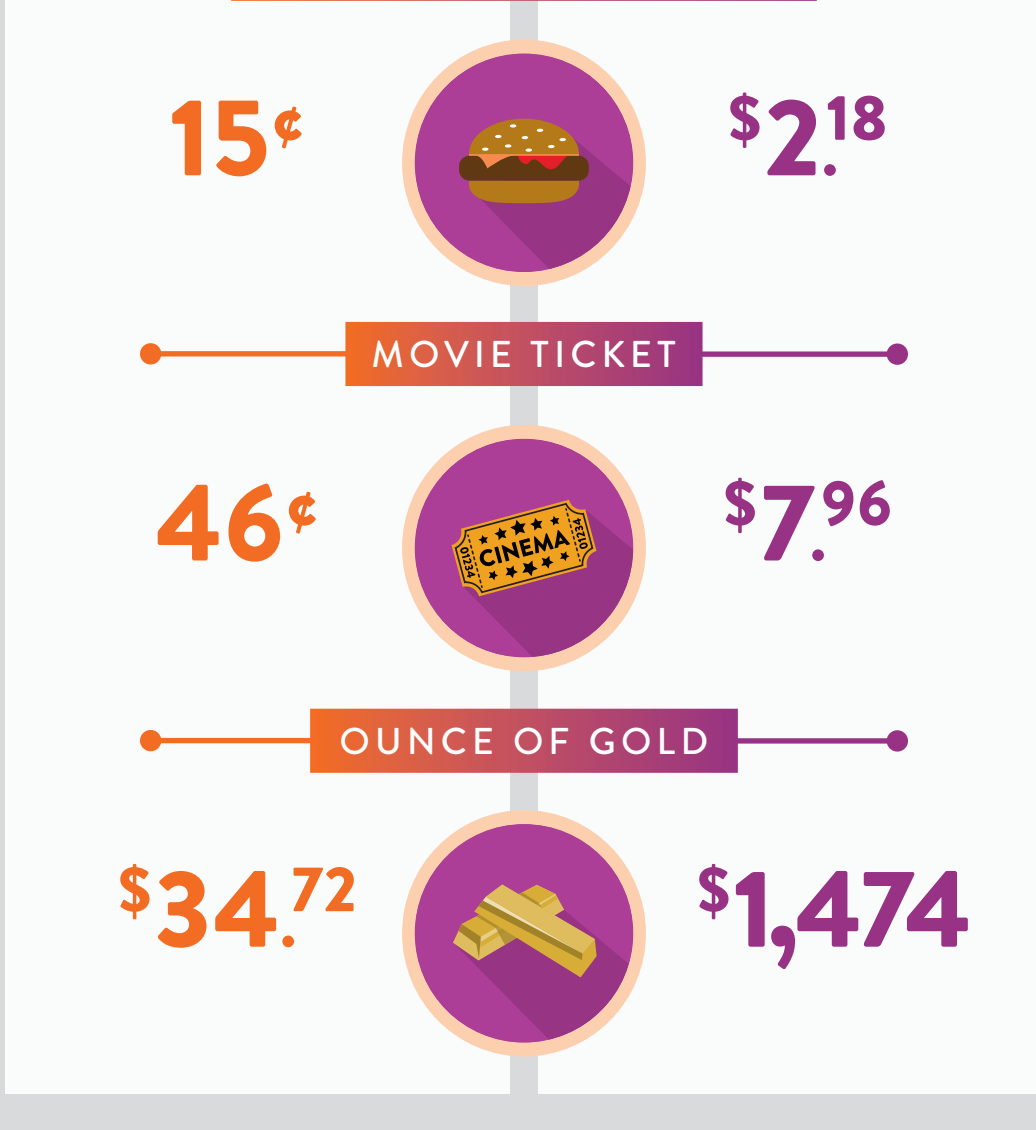 15¢ $2.18
MOVIE TICKET
46¢ $7.96
01234 CINEMA 01234
OUNCE OF GOLD
$34.72 $1,474